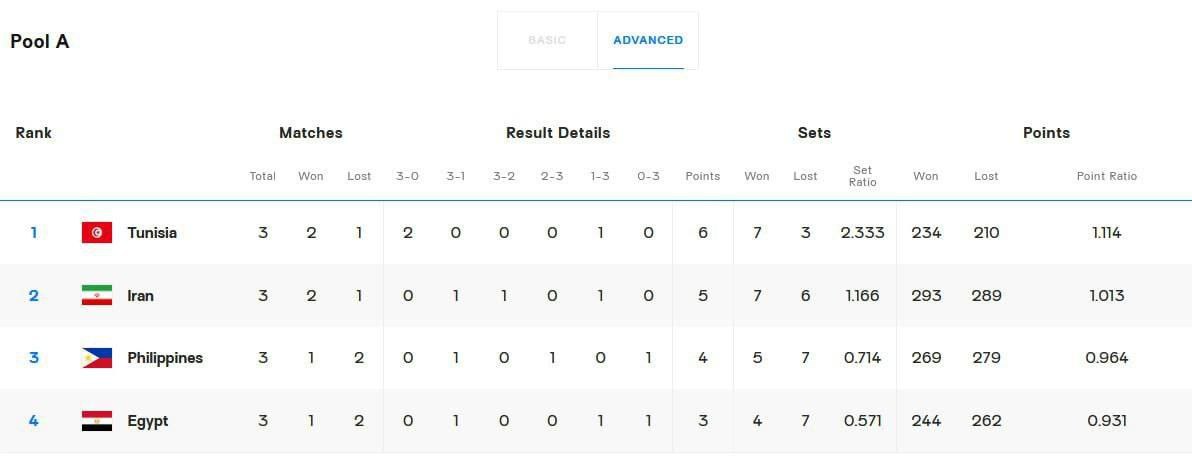 Pool A BASIC ADVANCED
Rank Matches Result Details Sets Points
Total Won Lost 3-0 3-1 3-2 2-3 1-3 0-3 Points Won Lost Set Ratio Won Lost Point Ratio
1 Tunisia 3 2 1 2 0 0 0 1 0 6 7 3 2.333 234 210 1.114
2 Iran 3 2 1 0 1 1 0 1 0 5 7 6 1.166 293 289 1.013
3 Philippines 3 1 2 0 1 0 1 0 1 4 5 7 0.714 269 279 0.964
4 Egypt 3 1 2 0 1 0 0 1 1 3 4 7 0.571 244 262 0.931